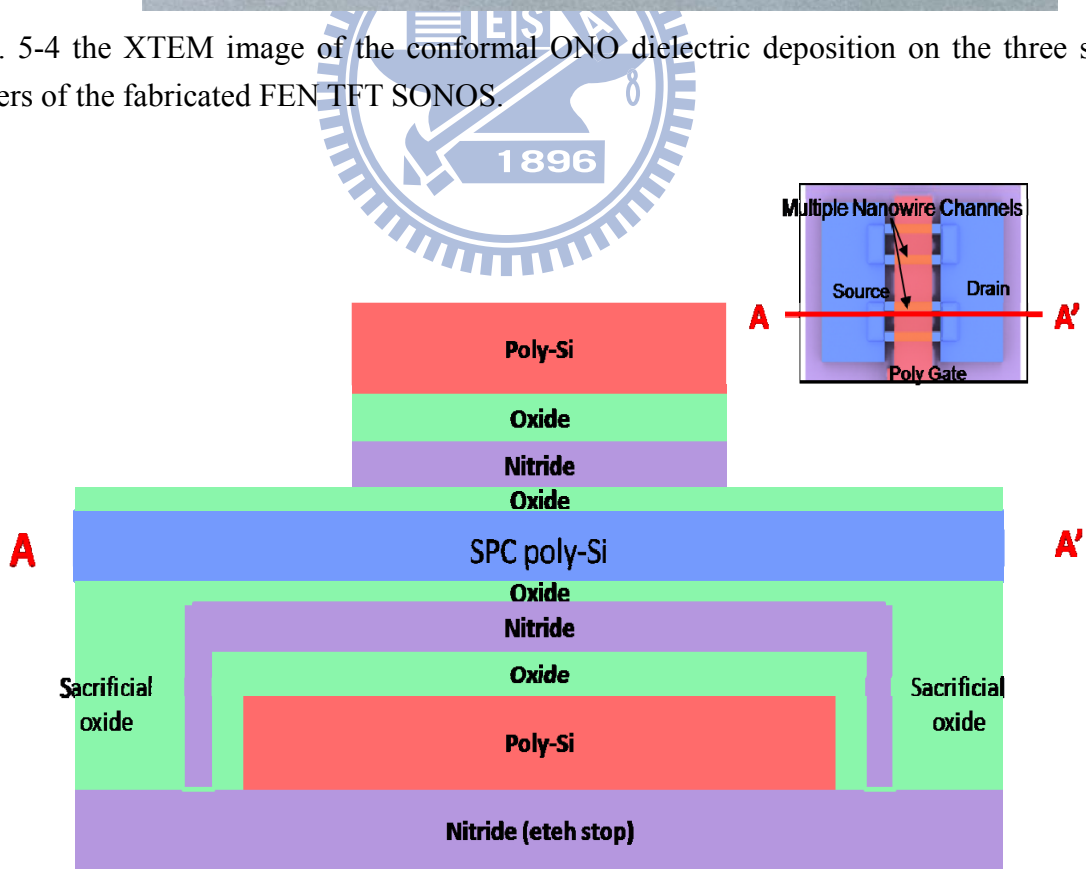 . 5-4 the XTEM image of the conformal ONO dielectric deposition on the three s
ers of the fabricated FEN TFT SONOS.
ESA
8
1896
Multiple Nanowire Channels
Source
Drain
Poly Gate
A
A'
Poly-Si
Oxide
Nitride
Oxide
A
SPC poly-Si
A'
Oxide
Nitride
Oxide
Sacrificial
oxide
Sacrificial
oxide
Poly-Si
Nitride (eteh stop)